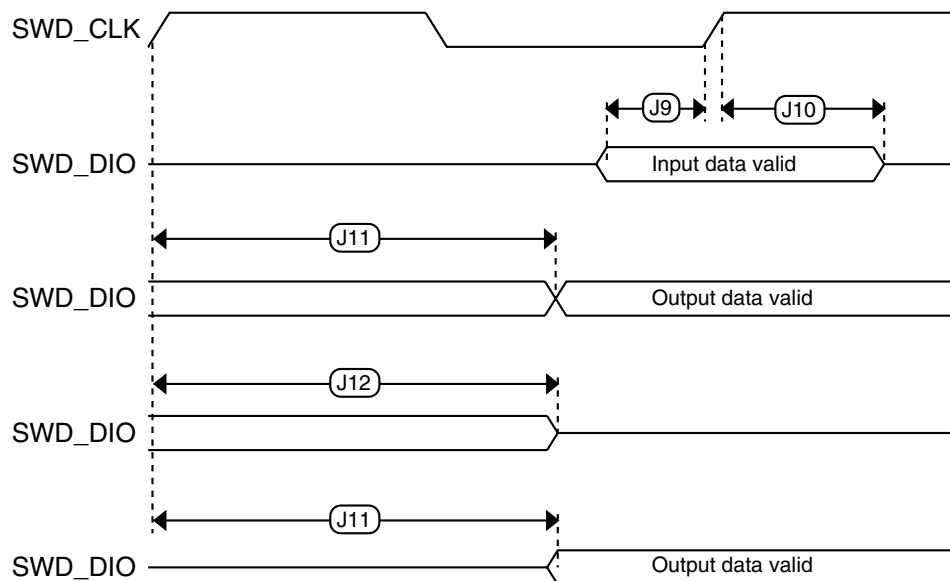 SWD_CLK
J9
J10
SWD_DIO
Input data valid
J11
SWD_DIO
Output data valid
J12
SWD_DIO
J11
SWD_DIO
Output data valid